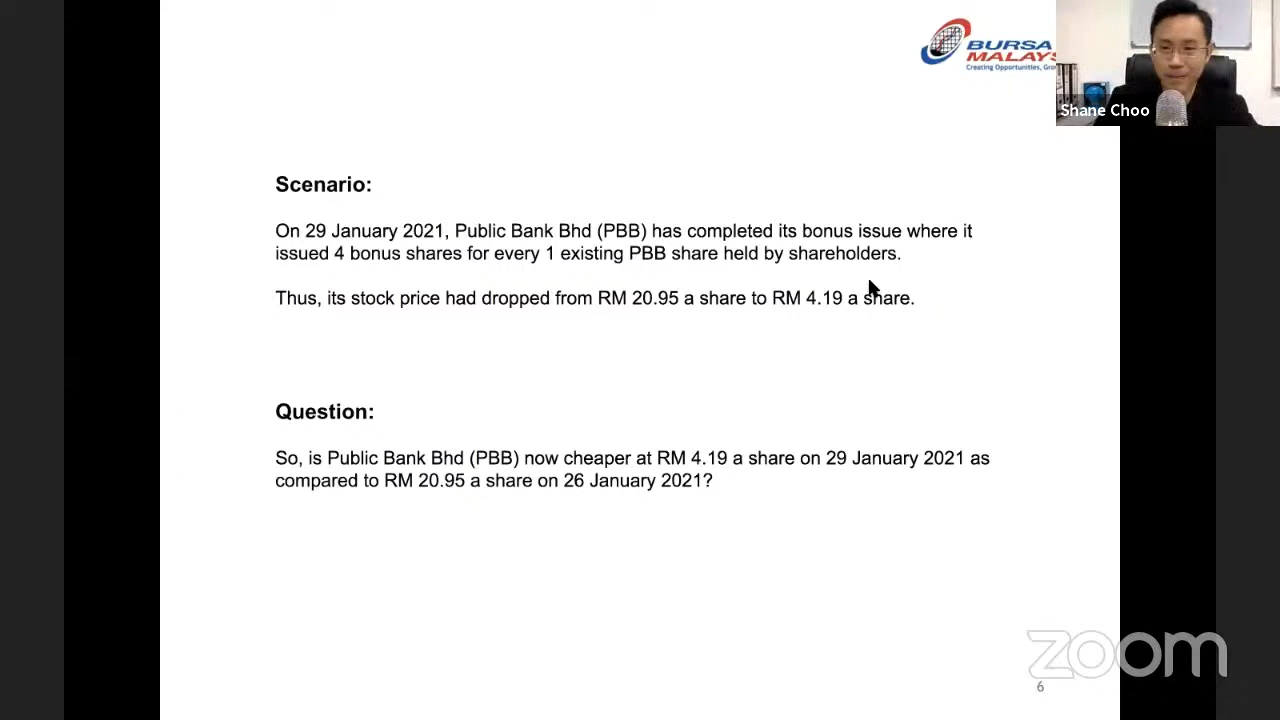 BURSA
MALAYS
Creating Opportunities, Gro
Shane Choo
Scenario:
On 29 January 2021, Public Bank Bhd (PBB) has completed its bonus issue where it
issued 4 bonus shares for every 1 existing PBB share held by shareholders.
Thus, its stock price had dropped from RM 20.95 a share to RM 4.19 a share.
Question:
So, is Public Bank Bhd (PBB) now cheaper at RM 4.19 a share on 29 January 2021 as
compared to RM 20.95 a share on 26 January 2021?
zoom
6